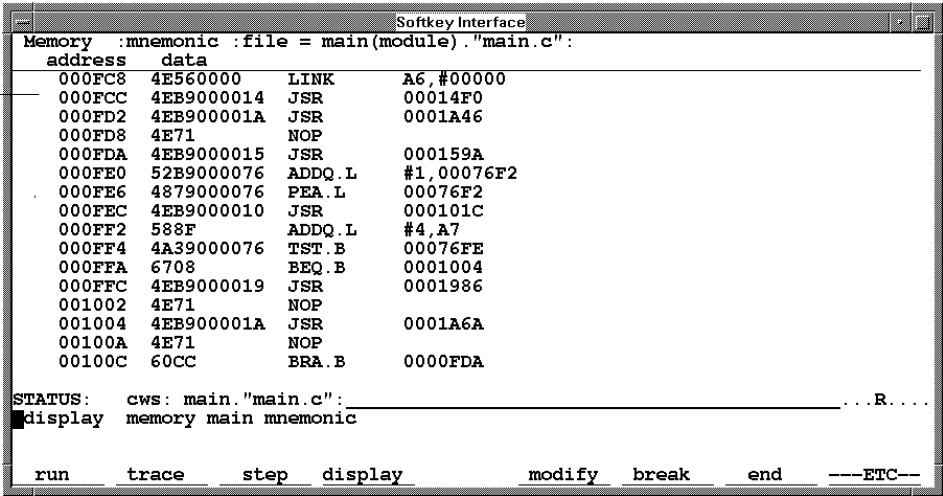 Softkey Interface
Memory :mnemonic :file = main(module)."main.c":
address data
000FC8 4E560000 LINK A6,#00000
000FCC 4EB9000014 JSR 00014F0
000FD2 4EB900001A JSR 0001A46
000FD8 4E71 NOP
000FDA 4EB9000015 JSR 000159A
000FE0 52B9000076 ADDQ.L #1,00076F2
000FE6 4879000076 PEA.L 00076F2
000FEC 4EB9000010 JSR 000101C
000FF2 588F ADDQ.L #4,A7
000FF4 4A39000076 TST.B 00076FE
000FFA 6708 BEQ.B 0001004
000FFC 4EB9000019 JSR 0001986
001002 4E71 NOP
001004 4EB900001A JSR 0001A6A
00100A 4E71 NOP
00100C 60CC BRA.B 0000FDA
STATUS: cws: main."main.c": ...R....
display memory main mnemonic
run trace step display modify break end ---ETC--